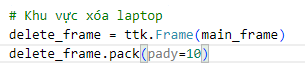 # Khu vực xóa laptop
delete_frame = ttk.Frame(main_frame)
delete_frame.pack(pady=10)